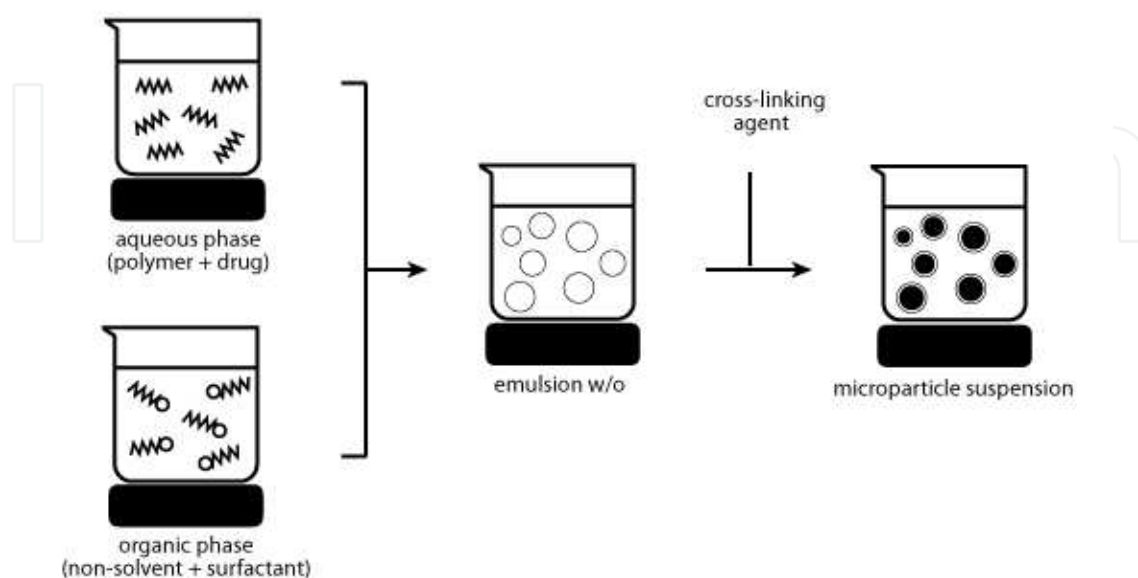 aqueous phase
(polymer + drug)
organic phase
(non-solvent + surfactant)
emulsion w/o
cross-linking
agent
microparticle suspension